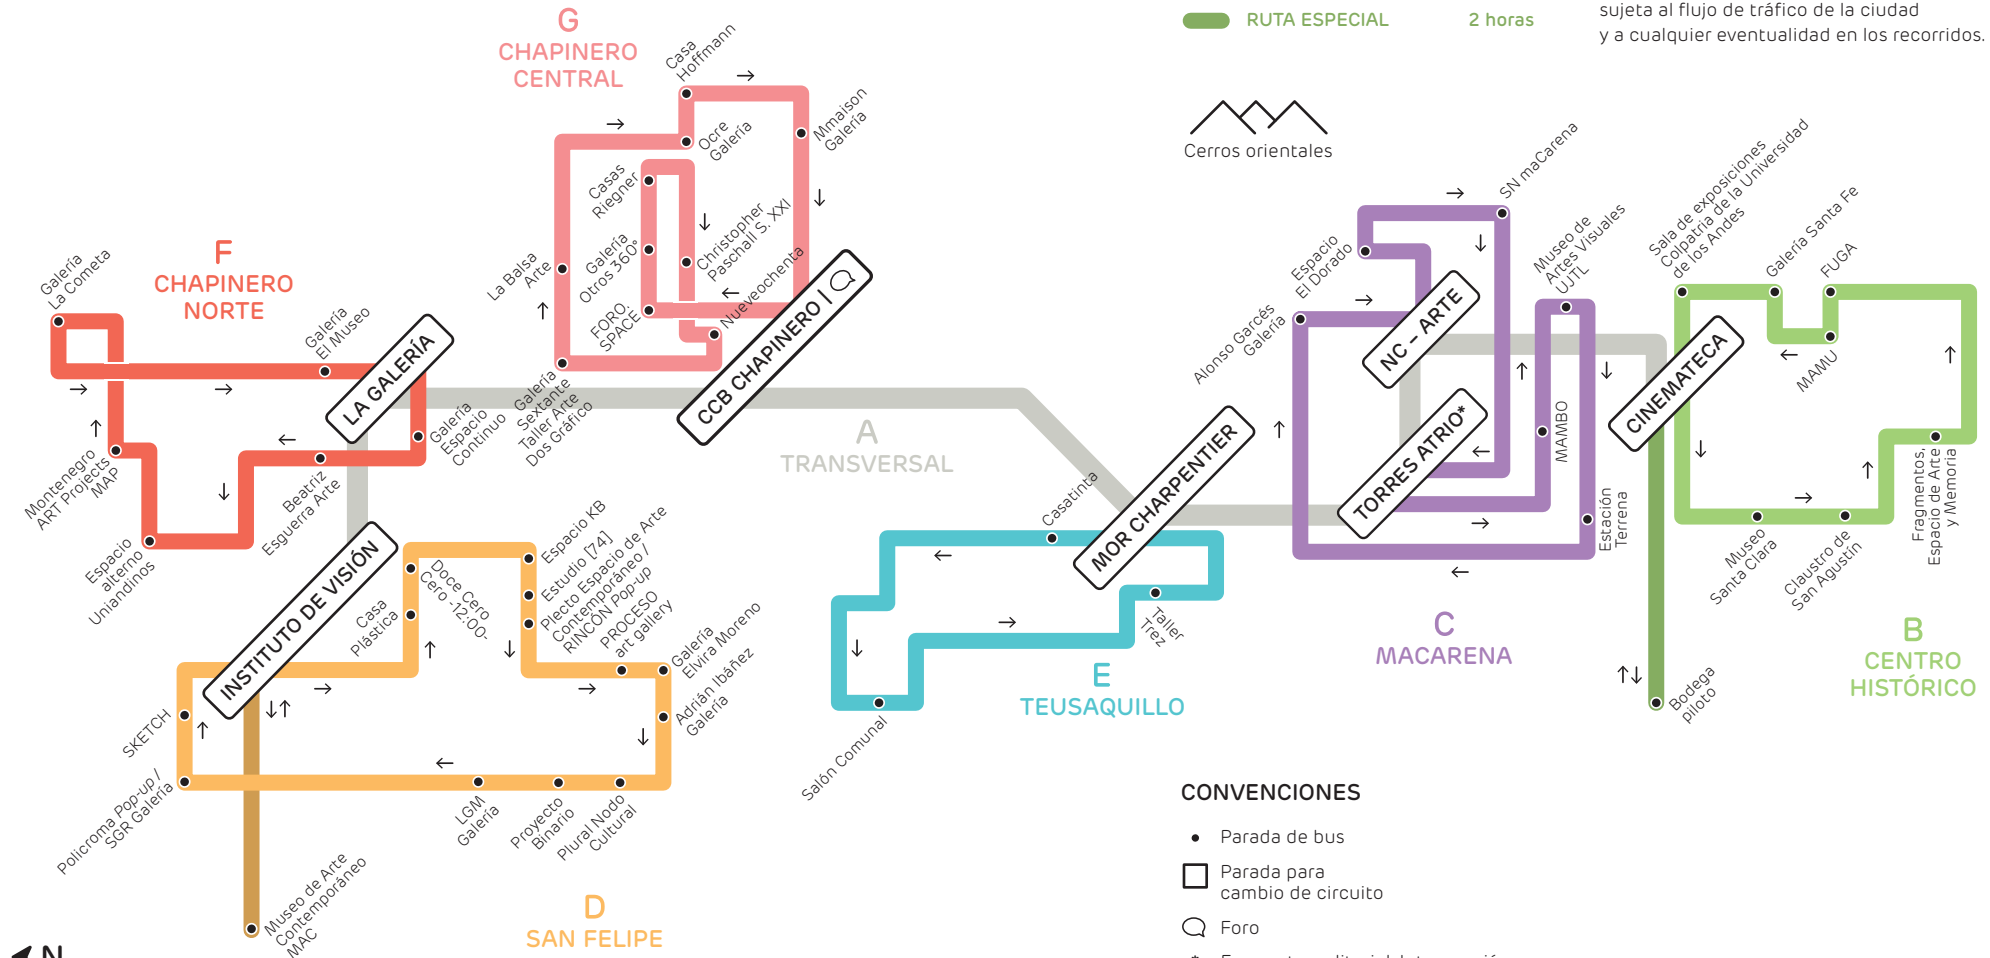 RUTA ESPECIAL
2 horas
sujeta al flujo de tráfico de la ciudad
y a cualquier eventualidad en los recorridos.
Cerros orientales
G
CHAPINERO
CENTRAL
Casa
Hoffmann
Ocre
Galería
Mmaison
Galería
Casas
Riegner
Galería
Otros 360°
FORO.
SPACE
Christopher
Paschall S. XXI
Nueveochenta
La Balsa
Arte
Galería
Sextante
Taller Arte
Dos Gráfico
CCB CHAPINERO |
F
CHAPINERO
NORTE
Galería
La Cometa
Galería
El Museo
LA GALERÍA
Galería
Espacio
Continuo
Beatriz
Esguerra Arte
Montenegro
ART Projects
MAP
Espacio
alterno
Uniandinos
A
TRANSVERSAL
INSTITUTO DE VISIÓN
Casa
Plástica
Doce Cero
Cero -12:00-
Espacio KB
Estudio [74]
Plecto Espacio de Arte
Contemporáneo /
RINCÓN Pop-up
PROCESO
art gallery
Galería
Elvira Moreno
Adrián Ibáñez
Galería
Plural Nodo
Cultural
Proyecto
Binario
LGM
Galería
Policroma Pop-up /
SGR Galería
SKETCH
Museo de Arte
Contemporáneo
MAC
D
SAN FELIPE
MOR CHARPENTIER
Casatinta
Taller
Trez
Salón Comunal
E
TEUSAQUILLO
NC – ARTE
TORRES ATRIO*
SN maCarena
Espacio
El Dorado
Alonso Garcés
Galería
Museo de
Artes Visuales
UJTL
MAMBO
Estación
Terrena
C
MACARENA
CINEMATECA
Sala de exposiciones
Colpatria de la Universidad
de los Andes
Galería Santa Fe
FUGA
MAMU
Museo
Santa Clara
Claustro de
San Agustín
Fragmentos,
Espacio de Arte
y Memoria
Bodega
piloto
B
CENTRO
HISTÓRICO
CONVENCIONES
Parada de bus
Parada para
cambio de circuito
Foro
N